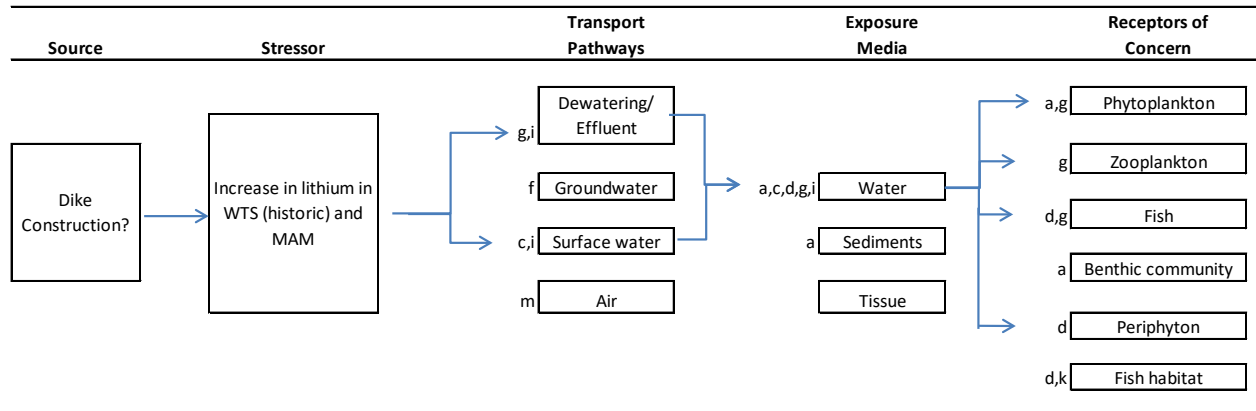 Source
Stressor
Transport
Pathways
Exposure
Media
Receptors of
Concern
Dike
Construction?
Increase in lithium in
WTS (historic) and
MAM
g,i
Dewatering/
Effluent
f
Groundwater
c,i
Surface water
m
Air
a,c,d,g,i
Water
a
Sediments
Tissue
a,g
Phytoplankton
g
Zooplankton
d,g
Fish
a
Benthic community
d
Periphyton
d,k
Fish habitat